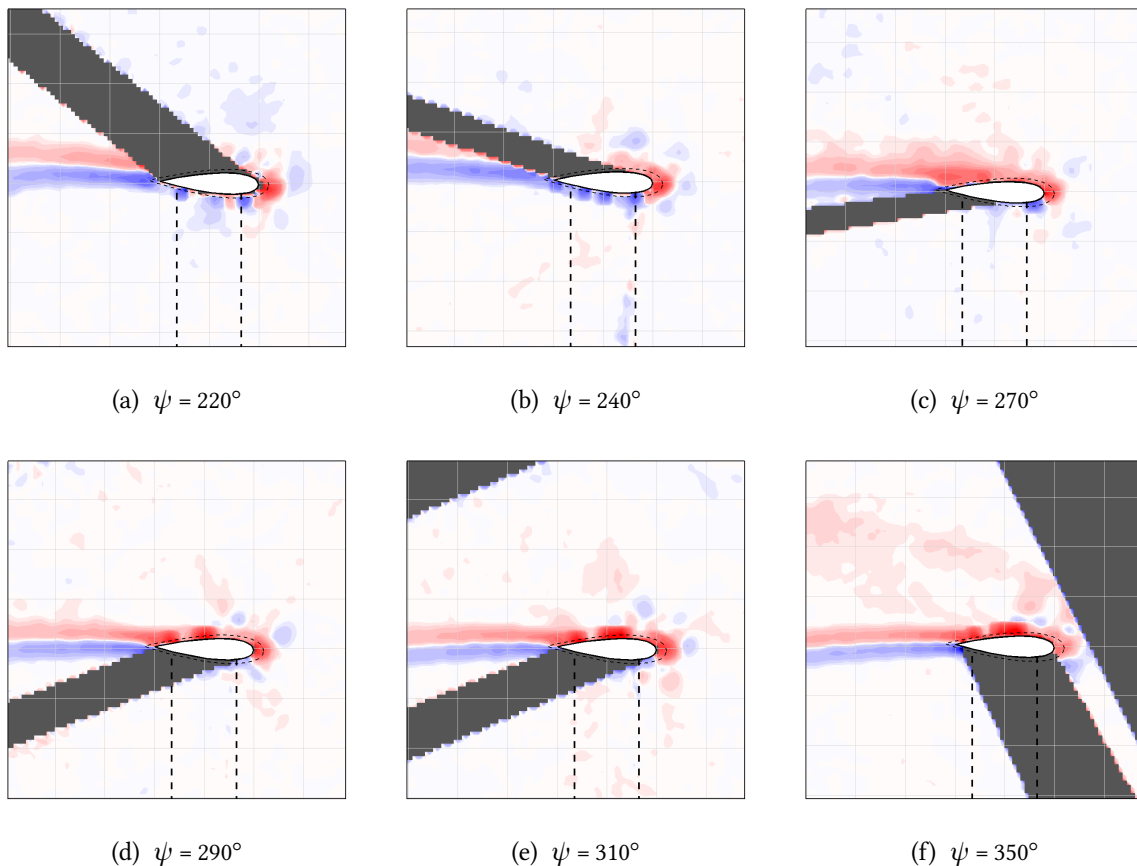 (a) ψ = 220°
(b) ψ = 240°
(c) ψ = 270°
(d) ψ = 290°
(e) ψ = 310°
(f) ψ = 350°